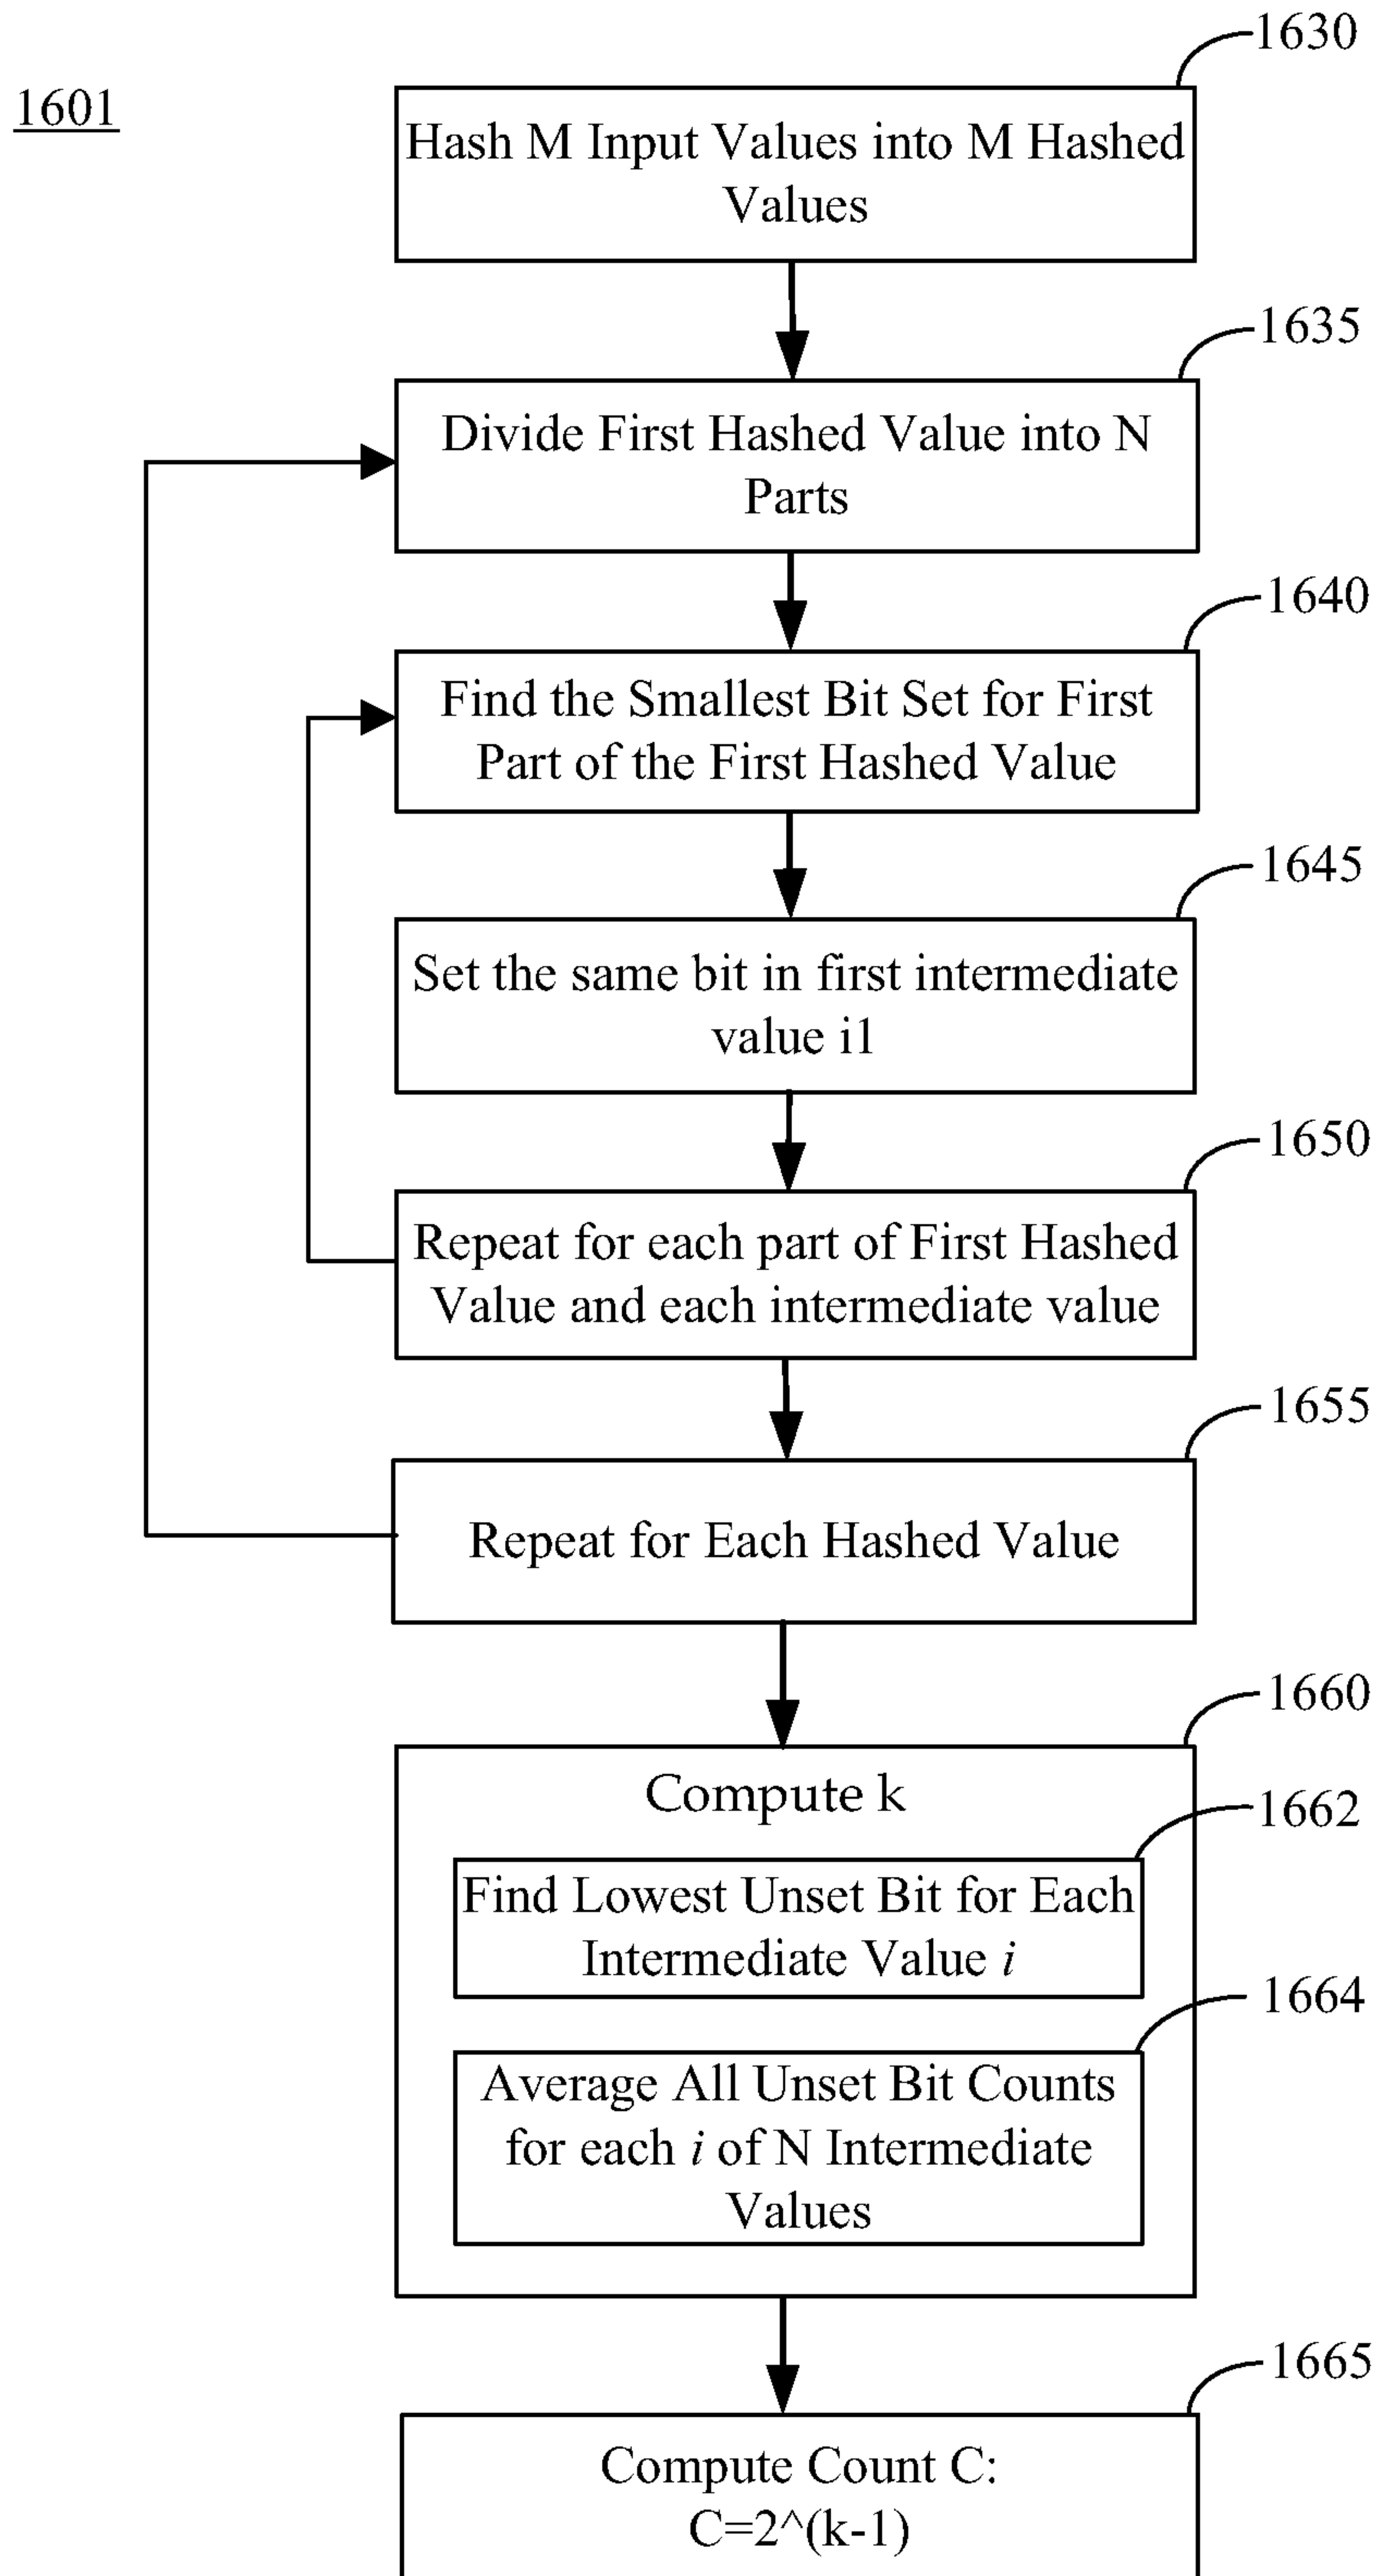 1601
1630
Hash M Input Values into M Hashed
Values
1635
Divide First Hashed Value into N
Parts
1640
Find the Smallest Bit Set for First
Part of the First Hashed Value
1645
Set the same bit in first intermediate
value i1
1650
Repeat for each part of First Hashed
Value and each intermediate value
1655
Repeat for Each Hashed Value
1660
Compute k
1662
Find Lowest Unset Bit for Each
Intermediate Value i
1664
Average All Unset Bit Counts
for each i of N Intermediate
Values
1665
Compute Count C:
C=2^(k-1)